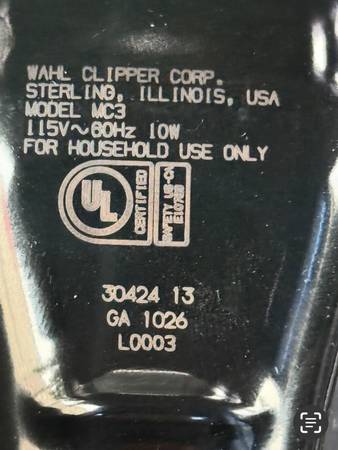 WAHL CLIPPER CORP.
STERLING, ILLINOIS, USA
MODEL MC3
115V~60Hz 10W
FOR HOUSEHOLD USE ONLY
UL
CERTIFIED
SAFETY US-CA
30424 13
GA 1026
L0003